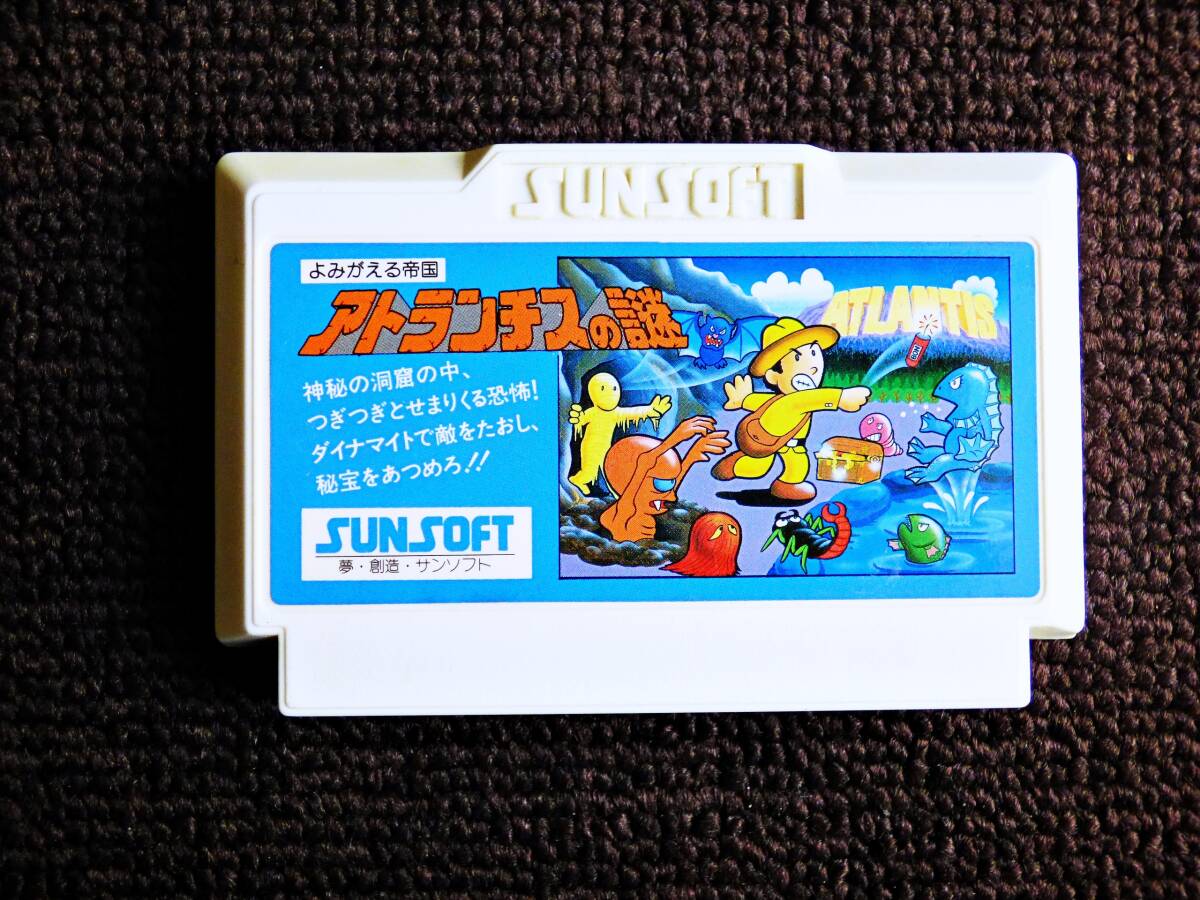 SUNSOFT
よみがえる帝国
アトランチスの謎
ATLANTIS
神秘の洞窟の中、
つぎつぎとせまりくる恐怖!
ダイナマイトで敵をたおし、
秘宝をあつめろ!!
SUNSOFT
夢・創造・サンソフト